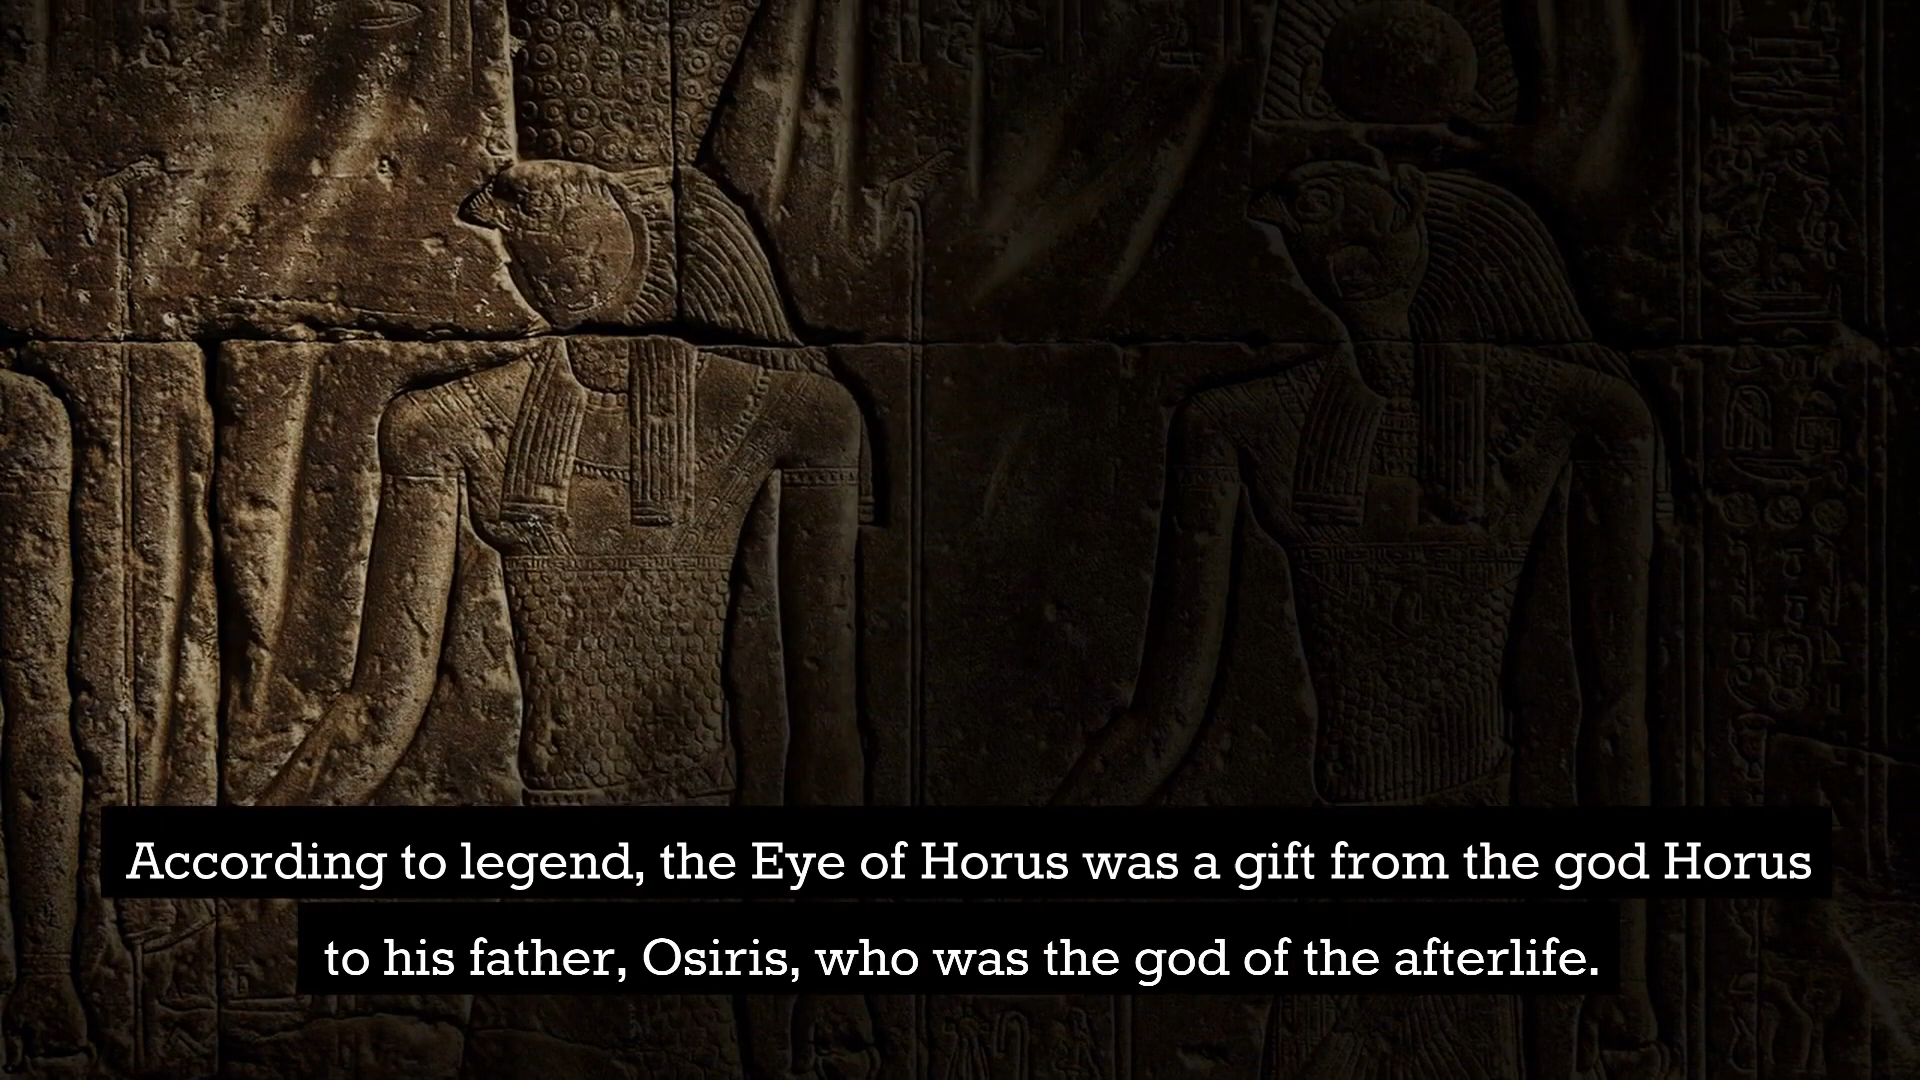 According to legend, the Eye of Horus was a gift from the god Horus
to his father, Osiris, who was the god of the afterlife.